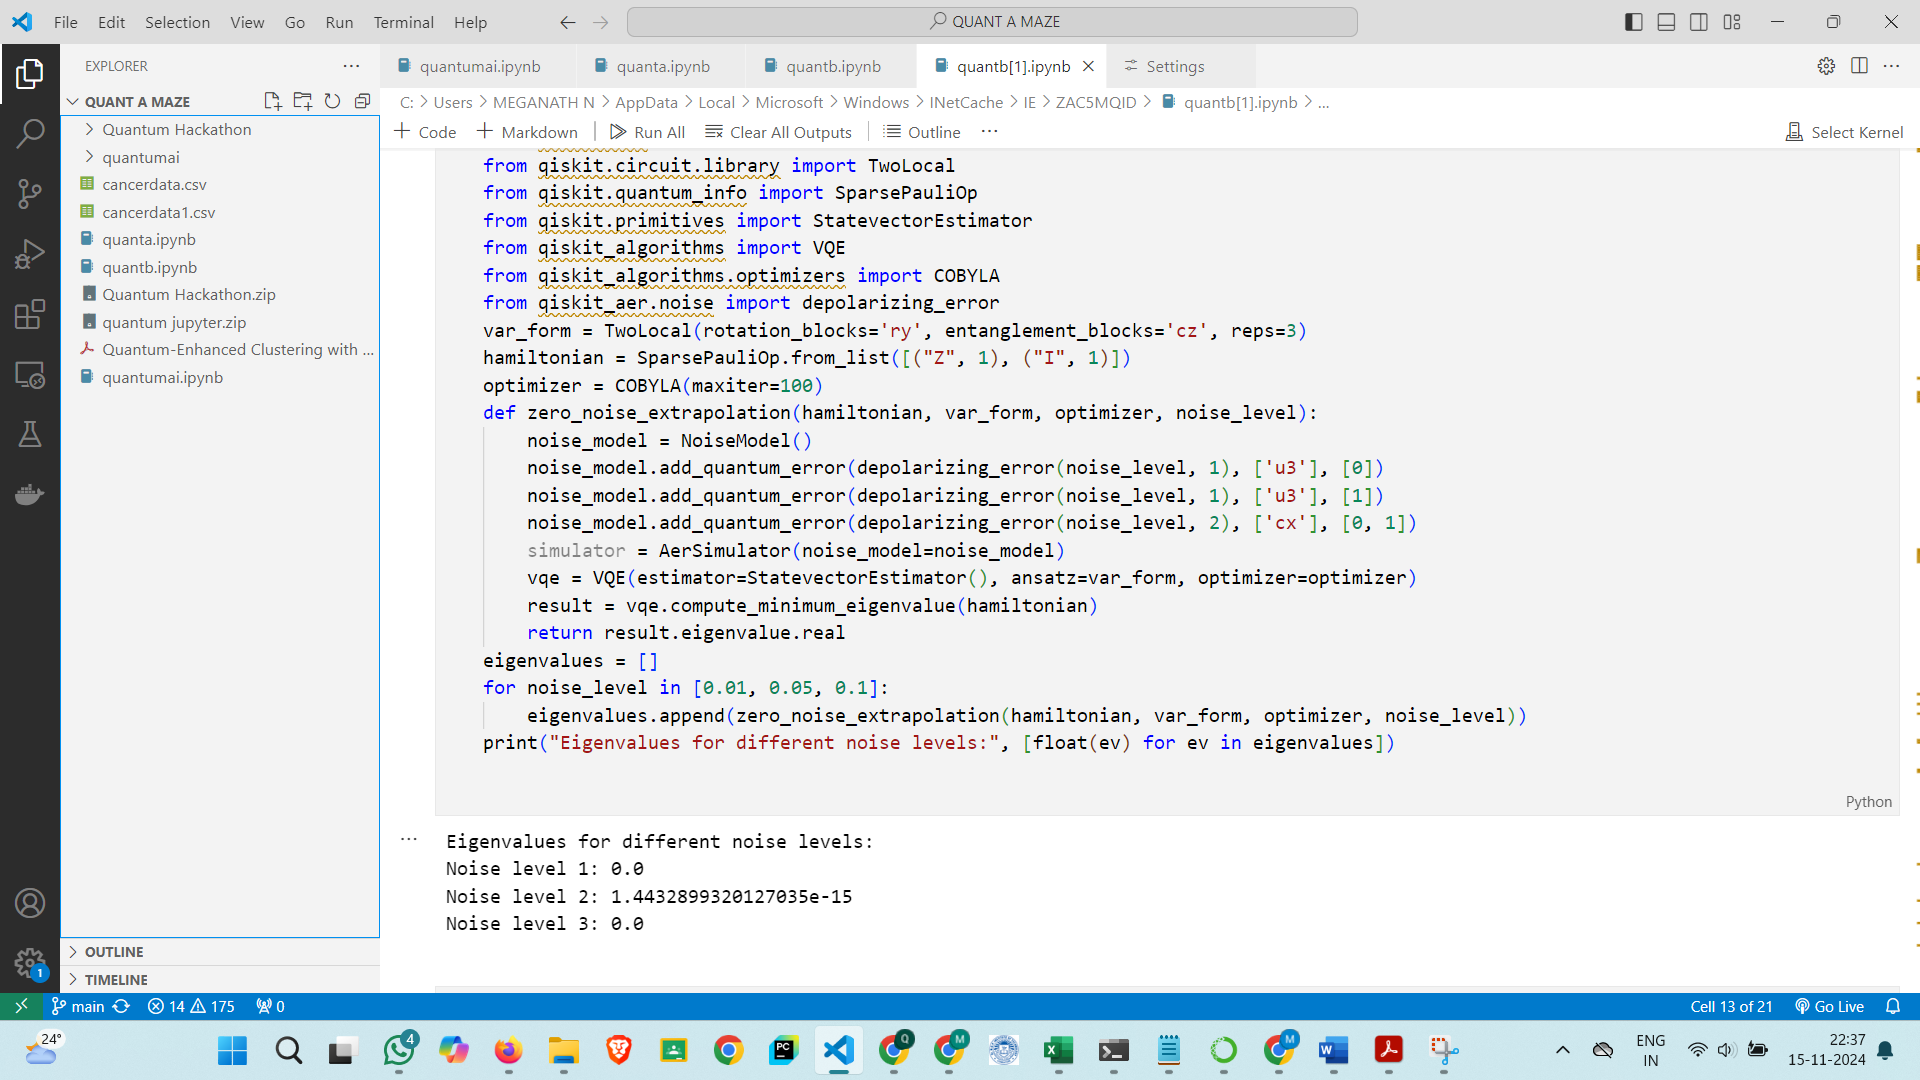 File Edit Selection View Go Run Terminal Help
QUANT A MAZE
EXPLORER
QUANT A MAZE
Quantum Hackathon
quantumai
cancerdata.csv
cancerdata1.csv
quanta.ipynb
quantb.ipynb
Quantum Hackathon.zip
quantum jupyter.zip
Quantum-Enhanced Clustering with ...
quantumai.ipynb
OUTLINE
TIMELINE
quantumai.ipynb quanta.ipynb quantb.ipynb quantb[1].ipynb Settings
C: > Users > MEGANATH N > AppData > Local > Microsoft > Windows > INetCache > IE > ZAC5MQID > quantb[1].ipynb > ...
+ Code + Markdown Run All Clear All Outputs Outline ... Select Kernel
from qiskit.circuit.library import TwoLocal
from qiskit.quantum_info import SparsePauliOp
from qiskit.primitives import StatevectorEstimator
from qiskit_algorithms import VQE
from qiskit_algorithms.optimizers import COBYLA
from qiskit_aer.noise import depolarizing_error
var_form = TwoLocal(rotation_blocks='ry', entanglement_blocks='cz', reps=3)
hamiltonian = SparsePauliOp.from_list([("Z", 1), ("I", 1)])
optimizer = COBYLA(maxiter=100)
def zero_noise_extrapolation(hamiltonian, var_form, optimizer, noise_level):
    noise_model = NoiseModel()
    noise_model.add_quantum_error(depolarizing_error(noise_level, 1), ['u3'], [0])
    noise_model.add_quantum_error(depolarizing_error(noise_level, 1), ['u3'], [1])
    noise_model.add_quantum_error(depolarizing_error(noise_level, 2), ['cx'], [0, 1])
    simulator = AerSimulator(noise_model=noise_model)
    vqe = VQE(estimator=StatevectorEstimator(), ansatz=var_form, optimizer=optimizer)
    result = vqe.compute_minimum_eigenvalue(hamiltonian)
    return result.eigenvalue.real
eigenvalues = []
for noise_level in [0.01, 0.05, 0.1]:
    eigenvalues.append(zero_noise_extrapolation(hamiltonian, var_form, optimizer, noise_level))
print("Eigenvalues for different noise levels:", [float(ev) for ev in eigenvalues])
Python
Eigenvalues for different noise levels:
Noise level 1: 0.0
Noise level 2: 1.4432899320127035e-15
Noise level 3: 0.0
1
main 14 175 0 Cell 13 of 21 Go Live
24° 4 PC Q M M ENG 22:37
IN 15-11-2024